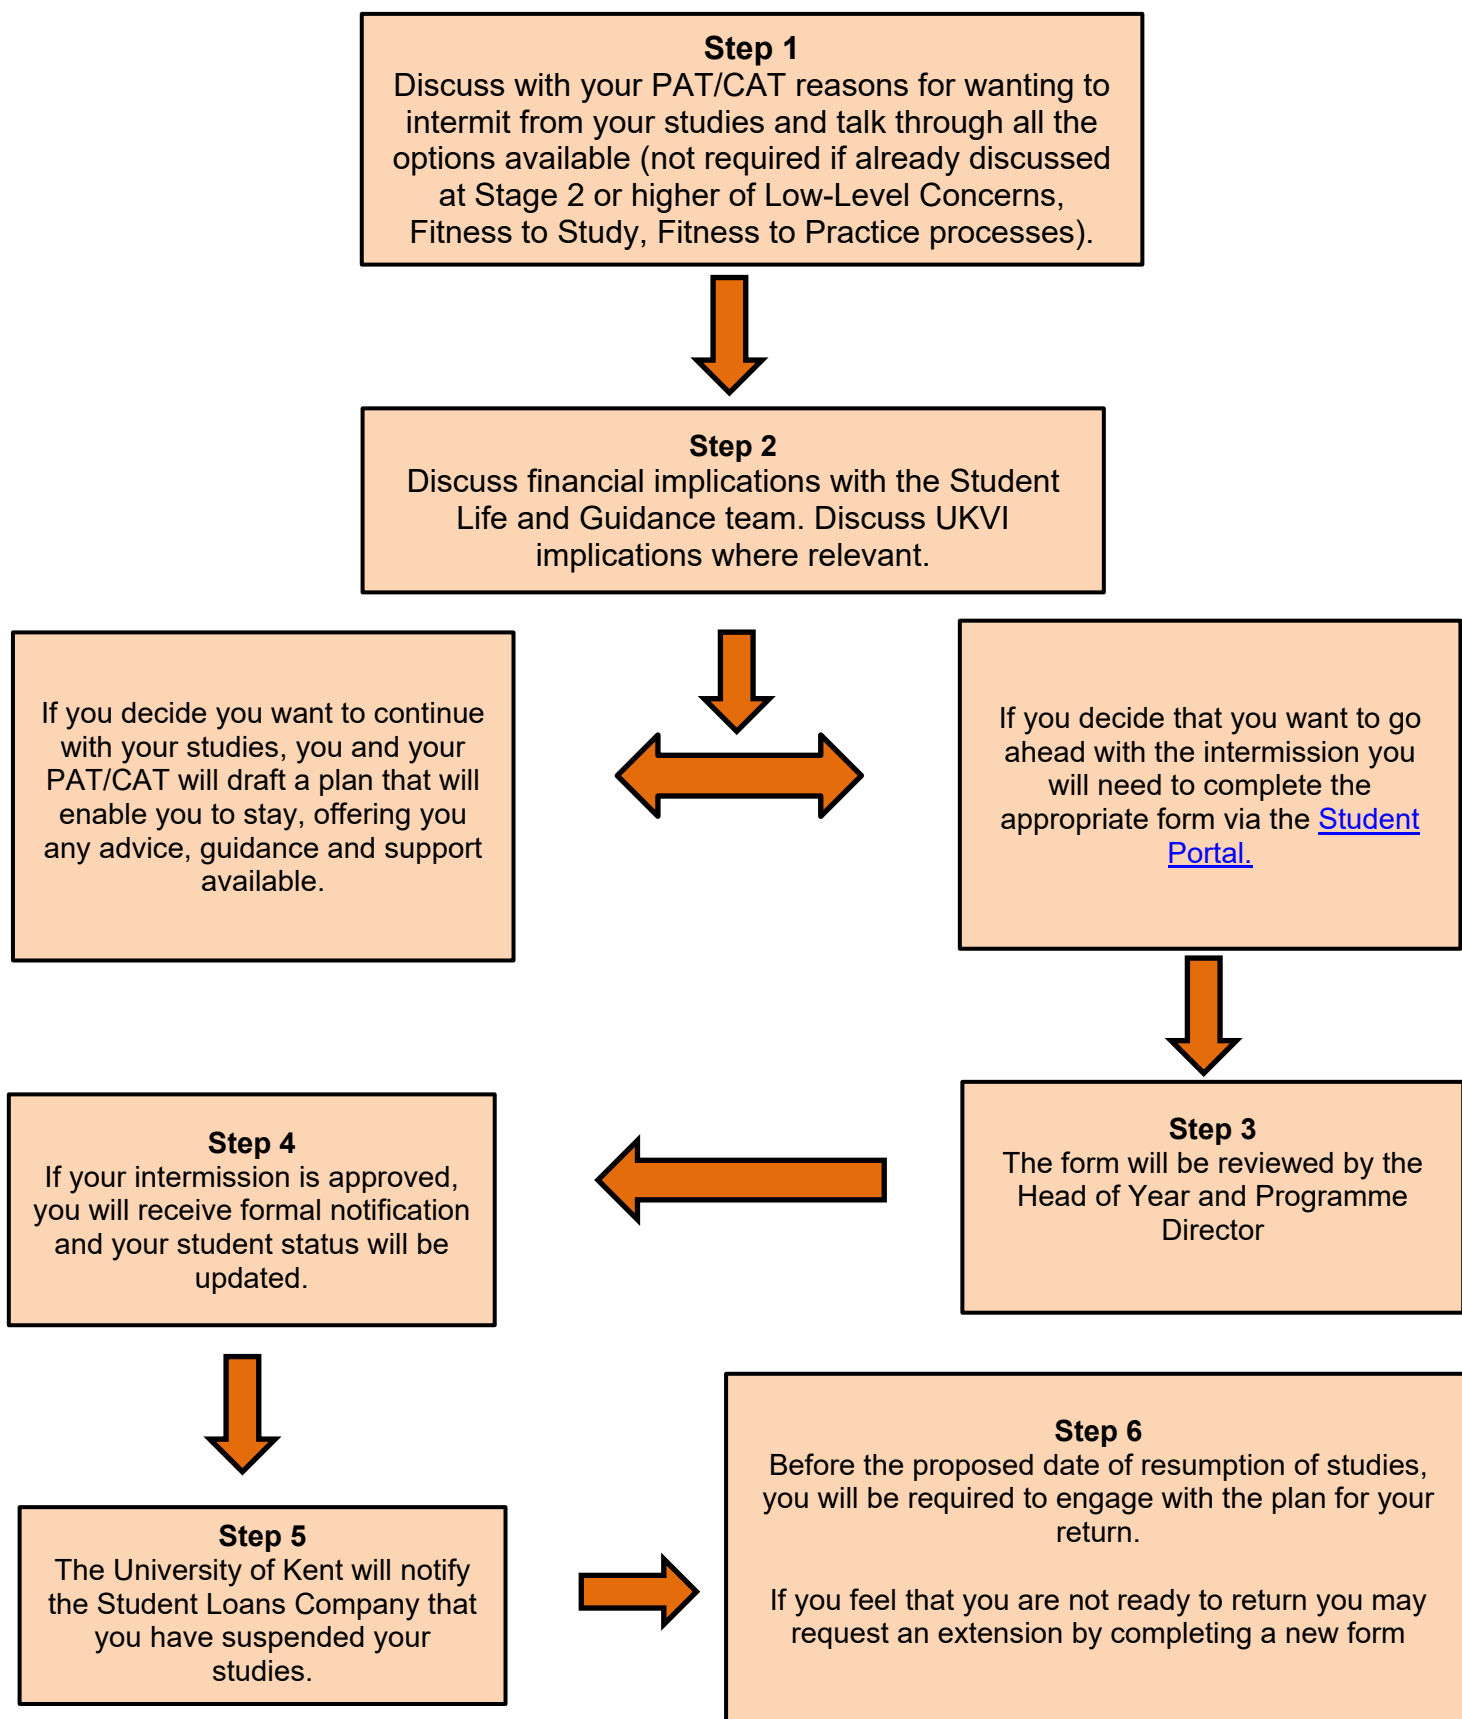 Step 1
Discuss with your PAT/CAT reasons for wanting to
intermit from your studies and talk through all the
options available (not required if already discussed
at Stage 2 or higher of Low-Level Concerns,
Fitness to Study, Fitness to Practice processes).
Step 2
Discuss financial implications with the Student
Life and Guidance team. Discuss UKVI
implications where relevant.
If you decide you want to continue
with your studies, you and your
PAT/CAT will draft a plan that will
enable you to stay, offering you
any advice, guidance and support
available.
If you decide that you want to go
ahead with the intermission you
will need to complete the
appropriate form via the Student
Portal.
Step 3
The form will be reviewed by the
Head of Year and Programme
Director
Step 4
If your intermission is approved,
you will receive formal notification
and your student status will be
updated.
Step 5
The University of Kent will notify
the Student Loans Company that
you have suspended your
studies.
Step 6
Before the proposed date of resumption of studies,
you will be required to engage with the plan for your
return.
If you feel that you are not ready to return you may
request an extension by completing a new form